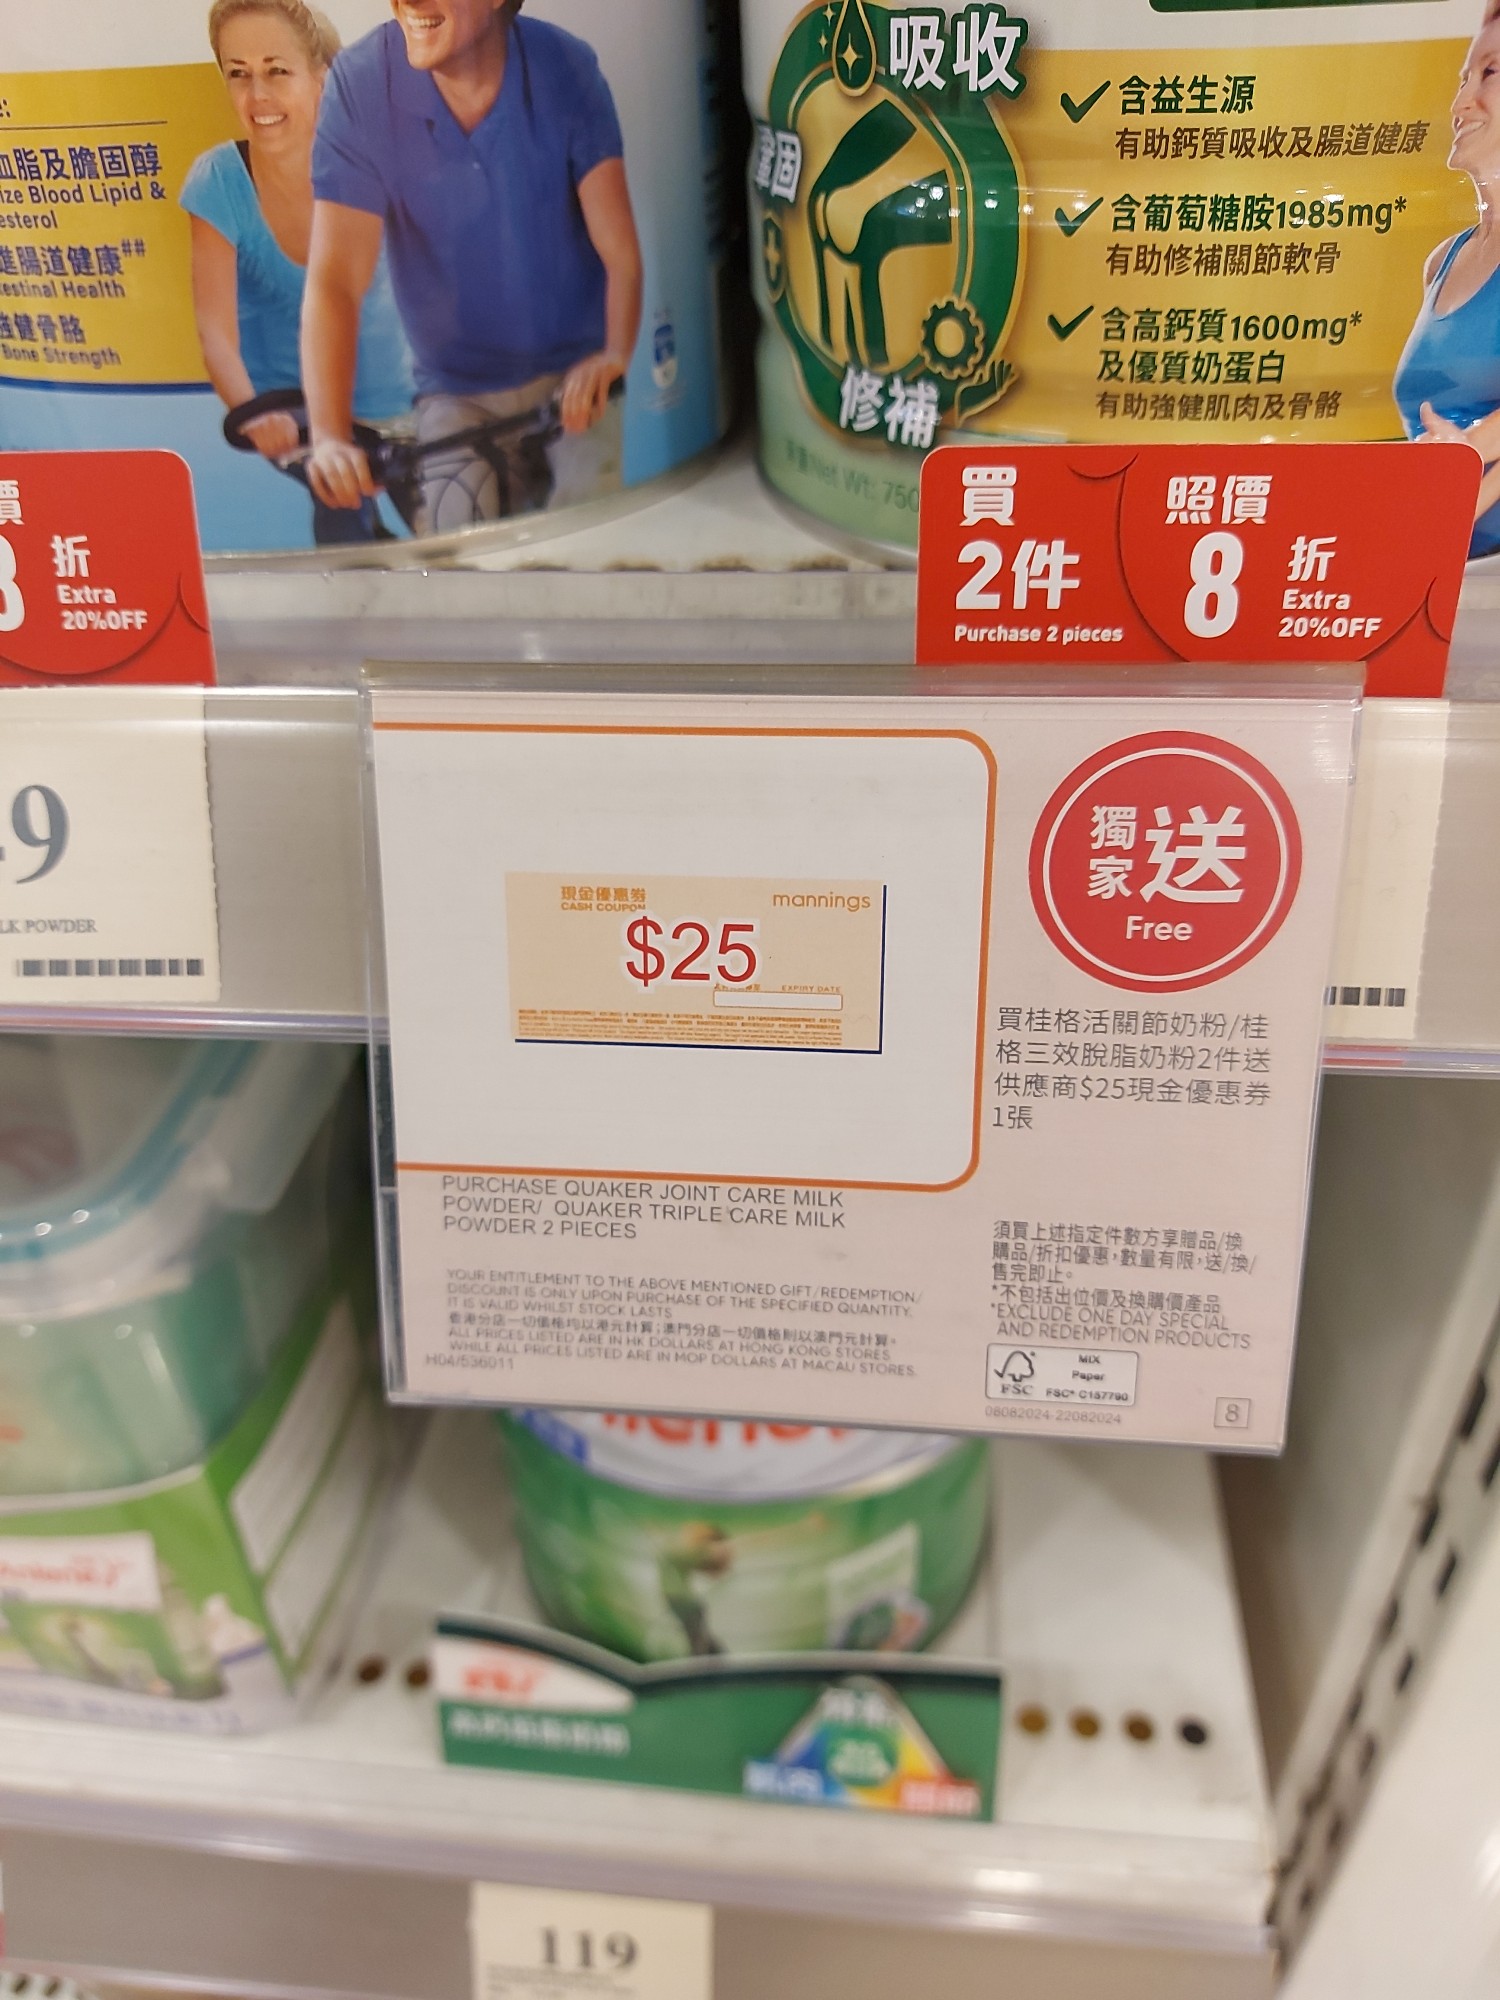 血脂及膽固醇
Blood Lipid &
腸道健康##
Health
健骨骼
Bone Strength
吸收
固
修補
Net Wt: 750
含益生源
有助鈣質吸收及腸道健康
含葡萄糖胺1985mg*
有助修補關節軟骨
含高鈣質1600mg*
及優質奶蛋白
有助強健肌肉及骨骼
價
8 折
Extra
20%OFF
買
2件
Purchase 2 pieces
照價
8 折
Extra
20%OFF
9
POWDER
現金優惠券
CASH COUPON
mannings
$25
EXPIRY DATE
獨家送
Free
買桂格活關節奶粉/桂
格三效脫脂奶粉2件送
供應商$25現金優惠券
1張
PURCHASE QUAKER JOINT CARE MILK
POWDER/ QUAKER TRIPLE CARE MILK
POWDER 2 PIECES
YOUR ENTITLEMENT TO THE ABOVE MENTIONED GIFT/REDEMPTION/
DISCOUNT IS ONLY UPON PURCHASE OF THE SPECIFIED QUANTITY.
IT IS VALID WHILST STOCK LASTS
香港分店一切價格均以港元計算；澳門分店一切價格則以澳門元計算。
ALL PRICES LISTED ARE IN HK DOLLARS AT HONG KONG STORES
WHILE ALL PRICES LISTED ARE IN MOP DOLLARS AT MACAU STORES.
H04/536011
須買上述指定件數方享贈品/換
購品/折扣優惠，數量有限，送/換/
售完即止。
*不包括出位價及換購價產品
*EXCLUDE ONE DAY SPECIAL
AND REDEMPTION PRODUCTS
FSC
MIX
Paper
FSC® C157790
08082024-22082024
8
119